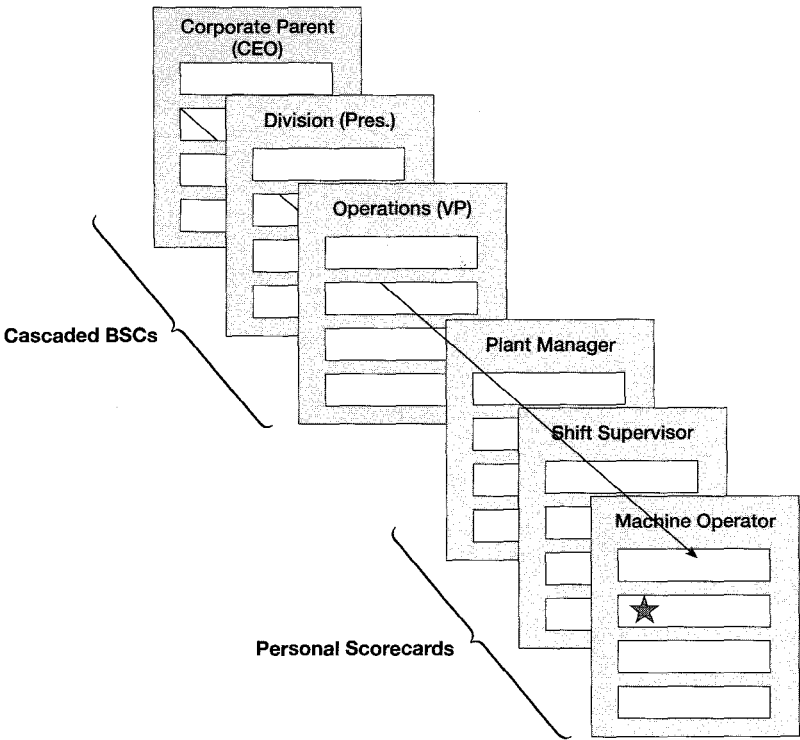 Corporate Parent
(CEO)
Division (Pres.)
Operations (VP)
Cascaded BSCs
Plant Manager
Shift Supervisor
Machine Operator
Personal Scorecards